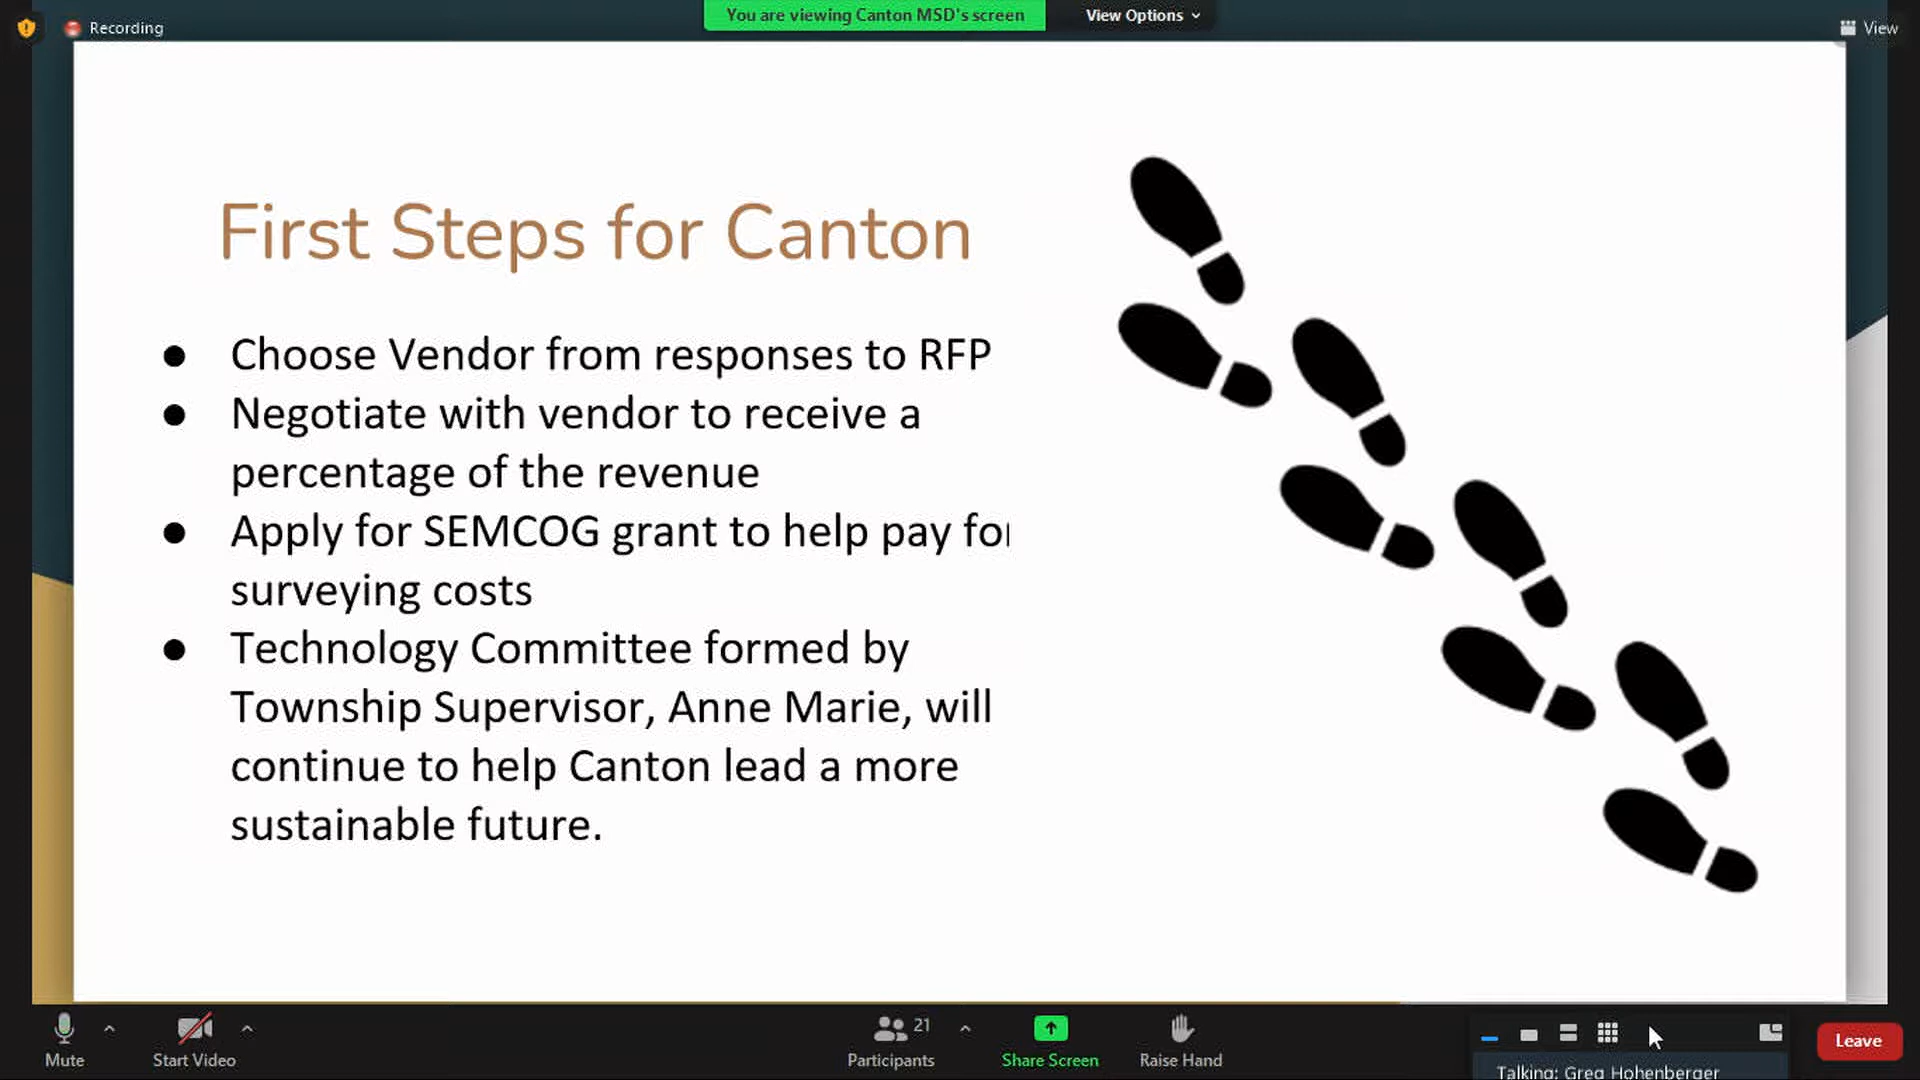 You are viewing Canton MSD's screen
View Options
Recording
View
First Steps for Canton
● Choose Vendor from responses to RFP
● Negotiate with vendor to receive a
percentage of the revenue
● Apply for SEMCOG grant to help pay for
surveying costs
● Technology Committee formed by
Township Supervisor, Anne Marie, will
continue to help Canton lead a more
sustainable future.
21
Mute
Start Video
Participants
Share Screen
Raise Hand
Leave
Talking: Greg Hohenberger